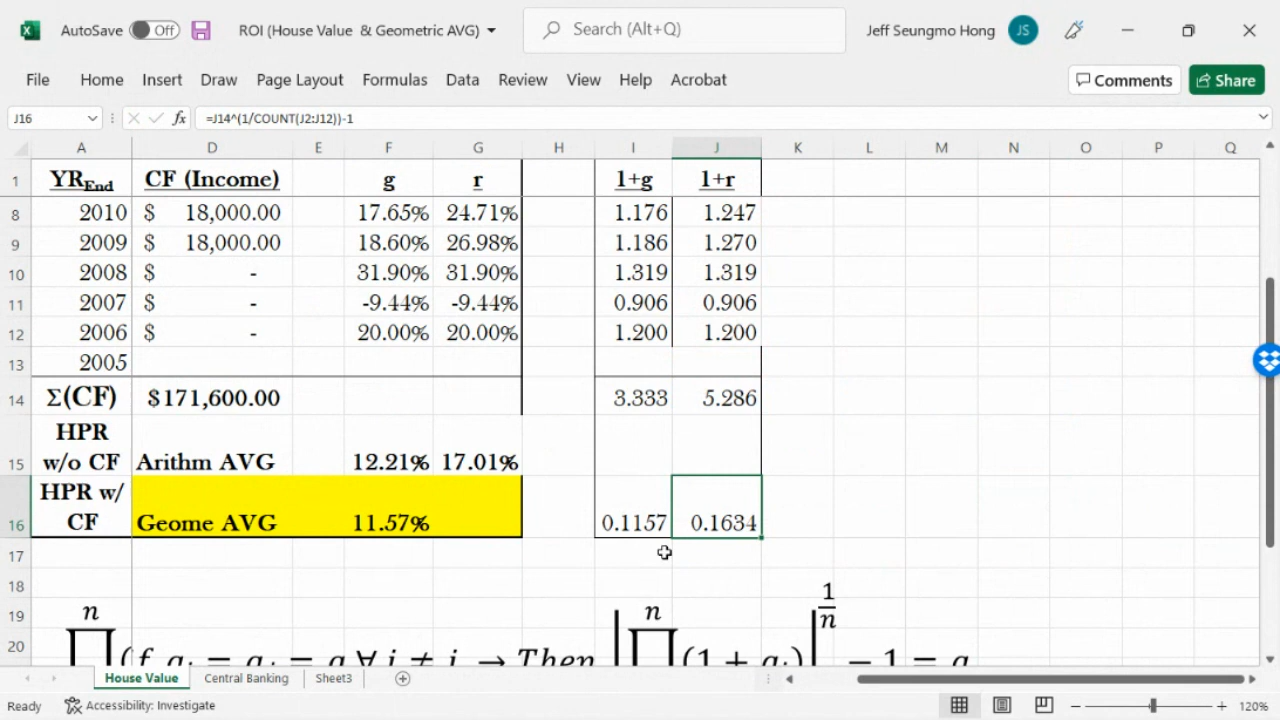 AutoSave Off ROI (House Value & Geometric AVG) Search (Alt+Q) Jeff Seungmo Hong JS
File Home Insert Draw Page Layout Formulas Data Review View Help Acrobat Comments Share
J16 fx =J14^(1/COUNT(J2:J12))-1
A D E F G H I J K L M N O P Q
1 YREnd CF (Income) g r 1+g 1+r
8 2010 $ 18,000.00 17.65% 24.71% 1.176 1.247
9 2009 $ 18,000.00 18.60% 26.98% 1.186 1.270
10 2008 $ - 31.90% 31.90% 1.319 1.319
11 2007 $ - -9.44% -9.44% 0.906 0.906
12 2006 $ - 20.00% 20.00% 1.200 1.200
13 2005
14 Σ(CF) $171,600.00 3.333 5.286
HPR
15 w/o CF Arithm AVG 12.21% 17.01%
HPR w/
16 CF Geome AVG 11.57% 0.1157 0.1634
17
18
19 n n 1/n
20
House Value Central Banking Sheet3
Ready Accessibility: Investigate 120%